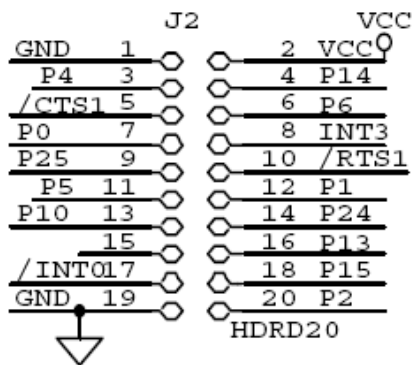 J2 VCC
GND 1 2 VCC
P4 3 4 P14
/CTS1 5 6 P6
P0 7 8 INT3
P25 9 10 /RTS1
P5 11 12 P1
P10 13 14 P24
15 16 P13
/INT0 17 18 P15
GND 19 20 P2
HDRD20